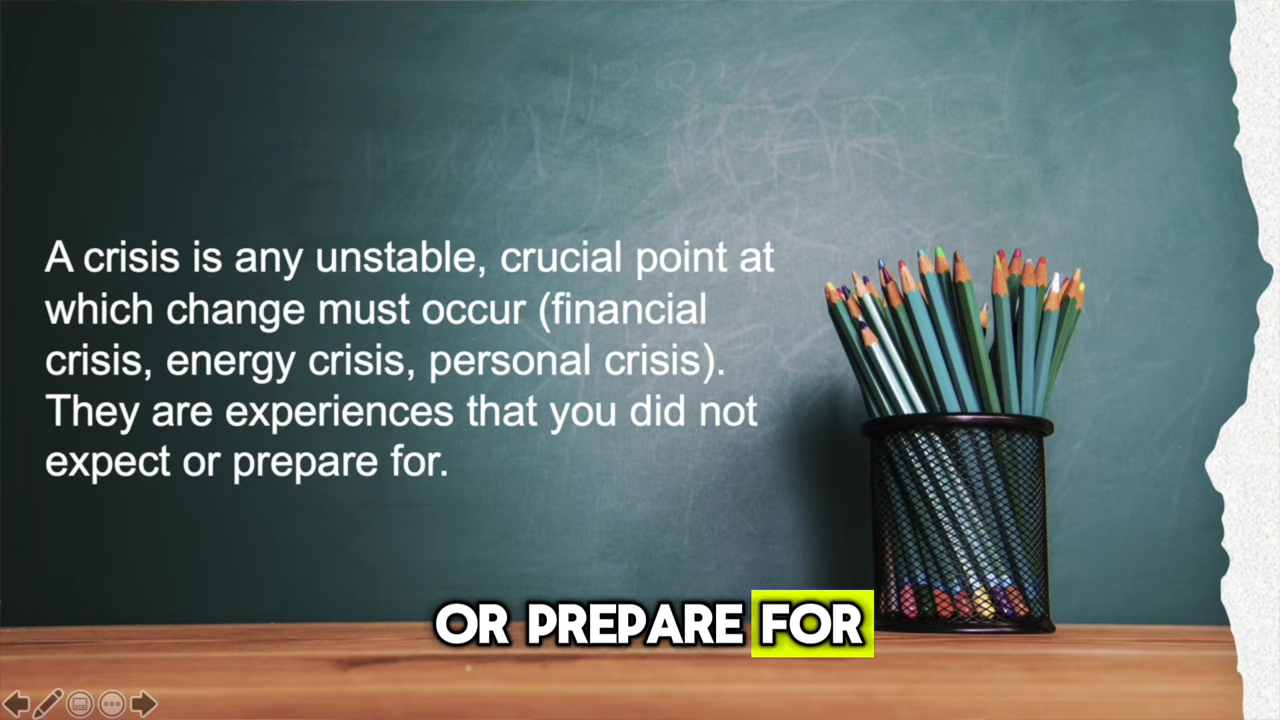 A crisis is any unstable, crucial point at
which change must occur (financial
crisis, energy crisis, personal crisis).
They are experiences that you did not
expect or prepare for.
OR PREPARE FOR